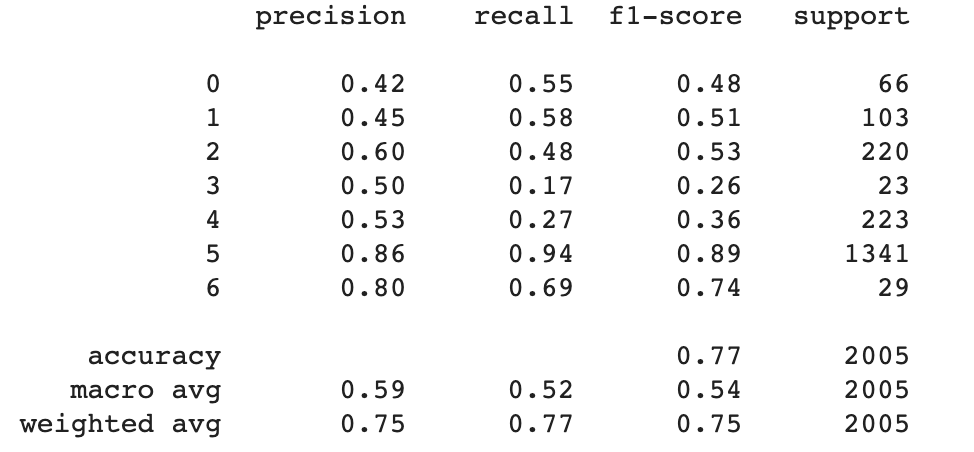 precision recall f1-score support
0 0.42 0.55 0.48 66
1 0.45 0.58 0.51 103
2 0.60 0.48 0.53 220
3 0.50 0.17 0.26 23
4 0.53 0.27 0.36 223
5 0.86 0.94 0.89 1341
6 0.80 0.69 0.74 29
accuracy 0.77 2005
macro avg 0.59 0.52 0.54 2005
weighted avg 0.75 0.77 0.75 2005